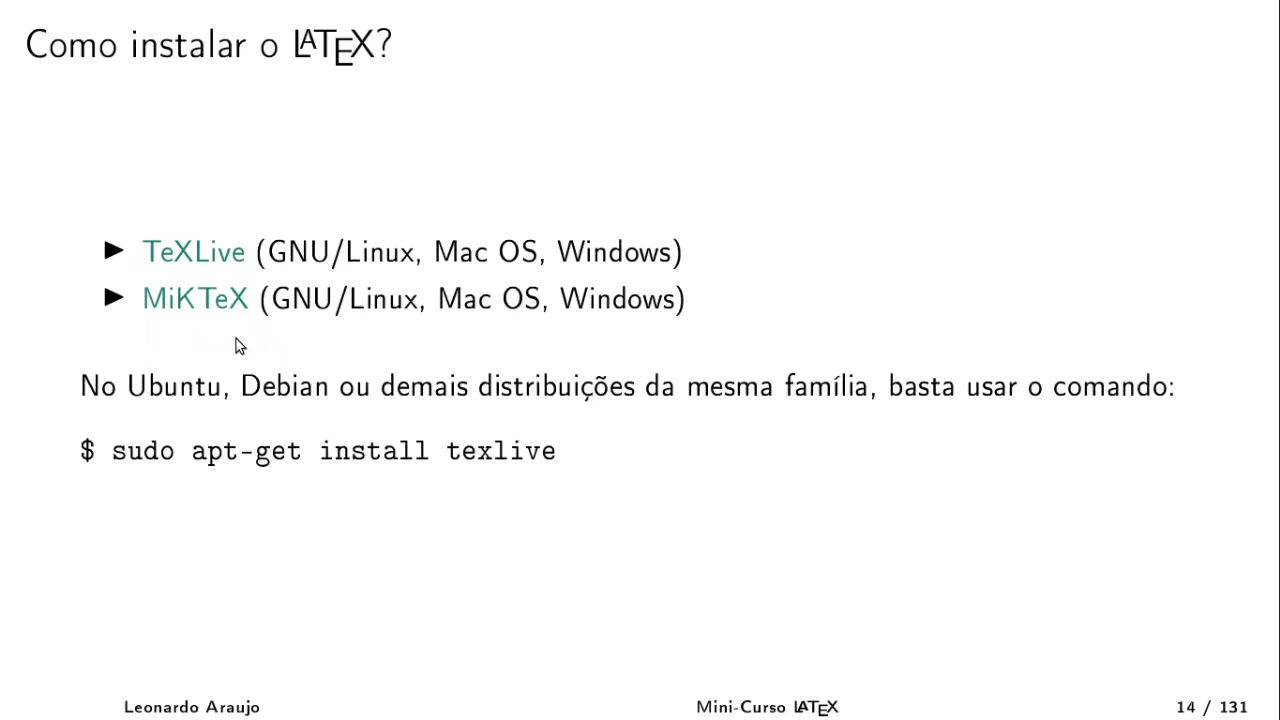 Como instalar o LATEX?
▶ TeXLive (GNU/Linux, Mac OS, Windows)
▶ MiKTeX (GNU/Linux, Mac OS, Windows)
No Ubuntu, Debian ou demais distribuições da mesma família, basta usar o comando:
$ sudo apt-get install texlive
Leonardo Araujo Mini-Curso LATEX 14 / 131